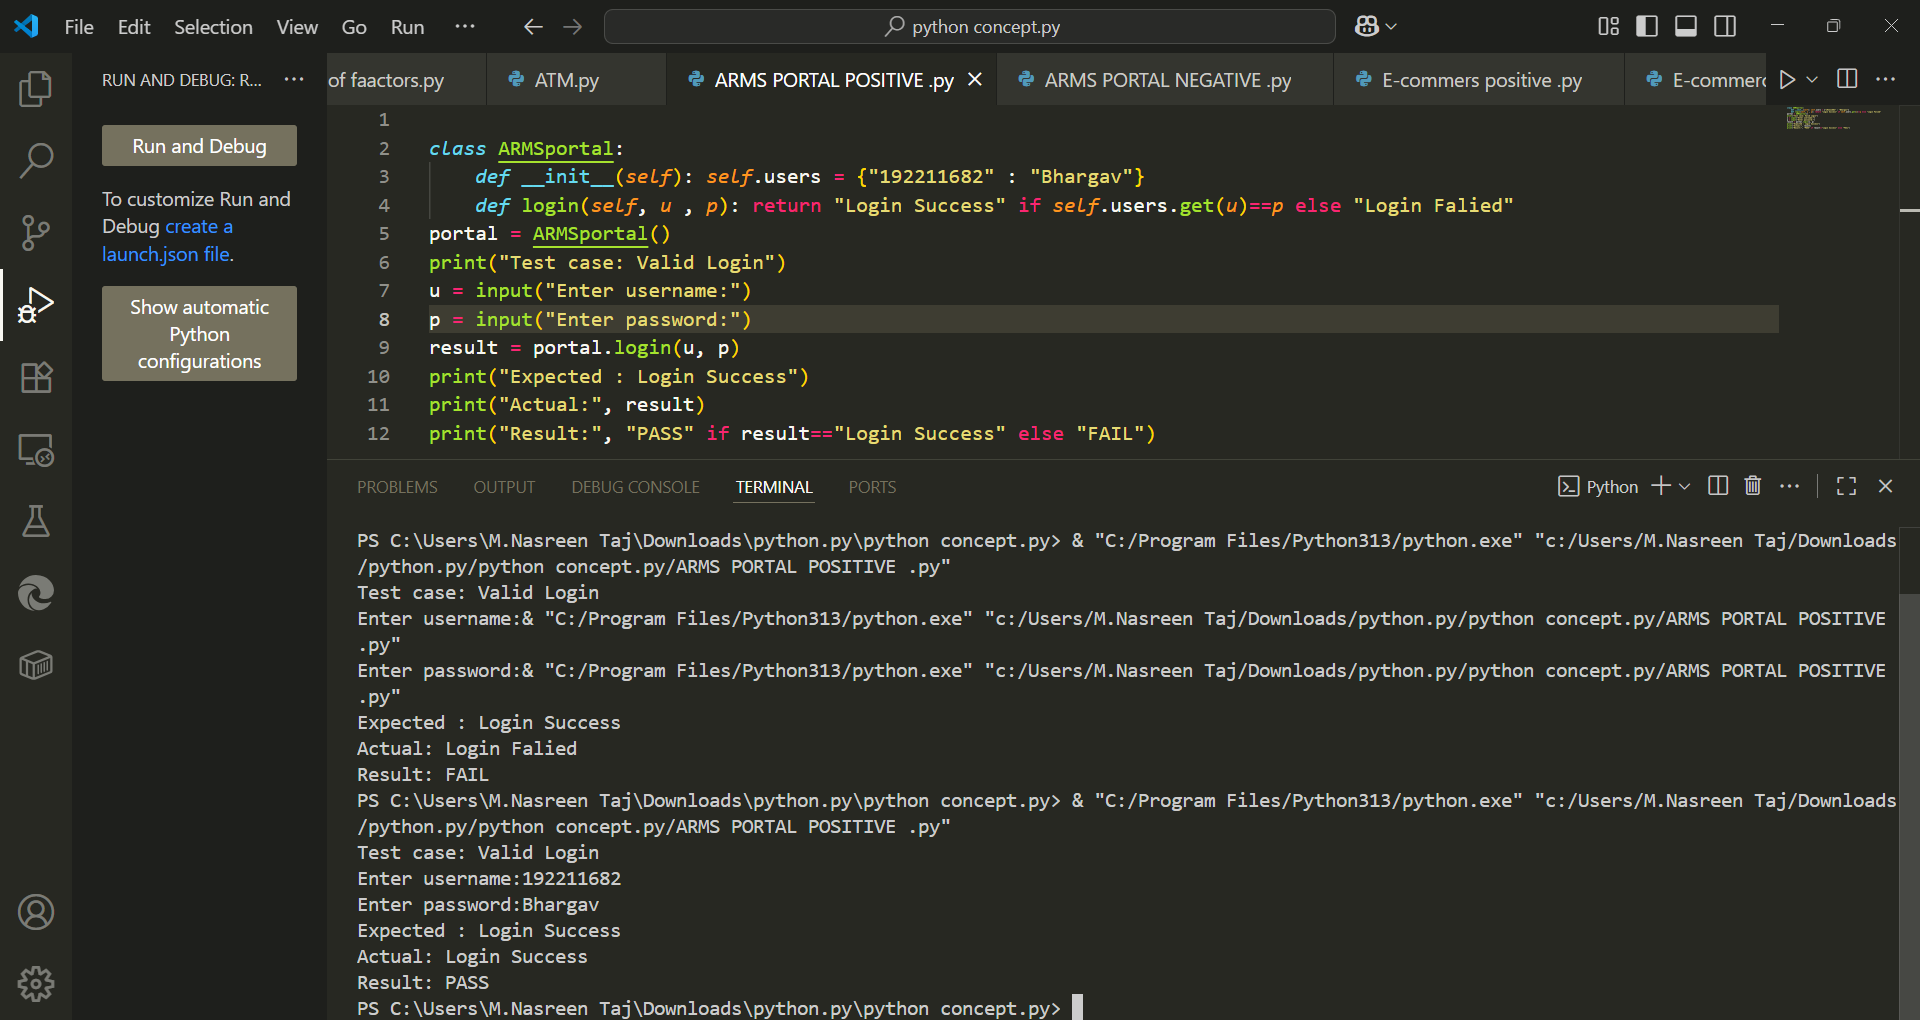 File Edit Selection View Go Run ··· python concept.py
RUN AND DEBUG: R... ···
of faactors.py ATM.py ARMS PORTAL POSITIVE .py ARMS PORTAL NEGATIVE .py E-commers positive .py E-commerc
Run and Debug
To customize Run and
Debug create a
launch.json file.
Show automatic
Python
configurations
1
2 class ARMSportal:
3 def __init__(self): self.users = {"192211682" : "Bhargav"}
4 def login(self, u , p): return "Login Success" if self.users.get(u)==p else "Login Falied"
5 portal = ARMSportal()
6 print("Test case: Valid Login")
7 u = input("Enter username:")
8 p = input("Enter password:")
9 result = portal.login(u, p)
10 print("Expected : Login Success")
11 print("Actual:", result)
12 print("Result:", "PASS" if result=="Login Success" else "FAIL")
PROBLEMS OUTPUT DEBUG CONSOLE TERMINAL PORTS Python
PS C:\Users\M.Nasreen Taj\Downloads\python.py\python concept.py> & "C:/Program Files/Python313/python.exe" "c:/Users/M.Nasreen Taj/Downloads
/python.py/python concept.py/ARMS PORTAL POSITIVE .py"
Test case: Valid Login
Enter username:& "C:/Program Files/Python313/python.exe" "c:/Users/M.Nasreen Taj/Downloads/python.py/python concept.py/ARMS PORTAL POSITIVE
.py"
Enter password:& "C:/Program Files/Python313/python.exe" "c:/Users/M.Nasreen Taj/Downloads/python.py/python concept.py/ARMS PORTAL POSITIVE
.py"
Expected : Login Success
Actual: Login Falied
Result: FAIL
PS C:\Users\M.Nasreen Taj\Downloads\python.py\python concept.py> & "C:/Program Files/Python313/python.exe" "c:/Users/M.Nasreen Taj/Downloads
/python.py/python concept.py/ARMS PORTAL POSITIVE .py"
Test case: Valid Login
Enter username:192211682
Enter password:Bhargav
Expected : Login Success
Actual: Login Success
Result: PASS
PS C:\Users\M.Nasreen Taj\Downloads\python.py\python concept.py>